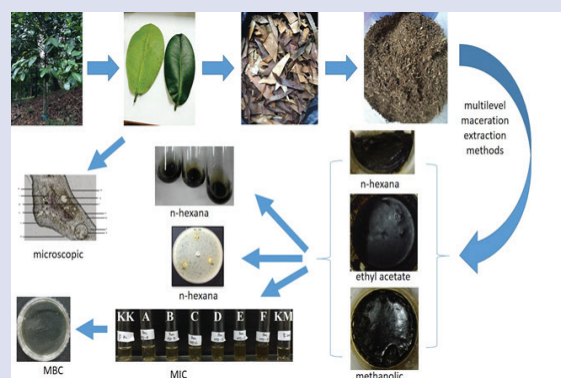 multilevel
maceration
extraction
methods
n-hexana
n-hexana
ethyl acetate
microscopic
n-hexana
KK A B C D E F KM
methanolic
MBC
MIC